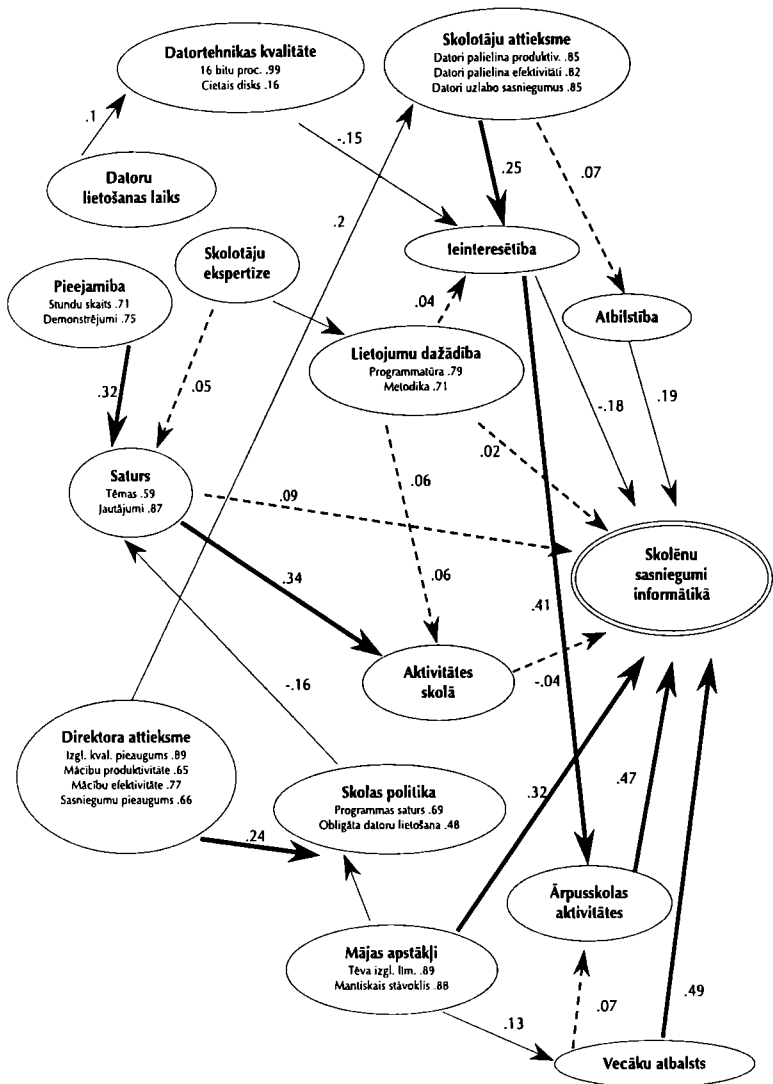 Datortehnikas kvalitāte
16 bitu proc. .99
Cietais disks .16
Skolotāju attieksme
Datori palielina produktiv. .85
Datori palielina efektivitāti .82
Datori uzlabo sasniegumus .85
.1
-.15
.25
.07
Datoru
lietošanas laiks
.2
Skolotāju
ekspertīze
Ieinteresētība
Pieejamība
Stundu skaits .71
Demonstrējumi .75
.04
Atbilstība
Lietojumu dažādība
Programmatūra .79
Metodika .71
.32
.05
-.18
.19
.02
Saturs
Tēmas .59
Jautājumi .87
.06
.09
Skolēnu
sasniegumi
informātikā
.34
.06
.41
Aktivitātes
skolā
-.04
-.16
Direktora attieksme
Izgl. kval. pieaugums .89
Mācību produktivitāte .65
Mācību efektivitāte .77
Sasniegumu pieaugums .66
Skolas politika
Programmas saturs .69
Obligāta datoru lietošana .48
.32
.47
.24
Ārpusskolas
aktivitātes
Mājas apstākļi
Tēva izgl. līm. .89
Mantiskais stāvoklis .88
.07
.49
.13
Vecāku atbalsts